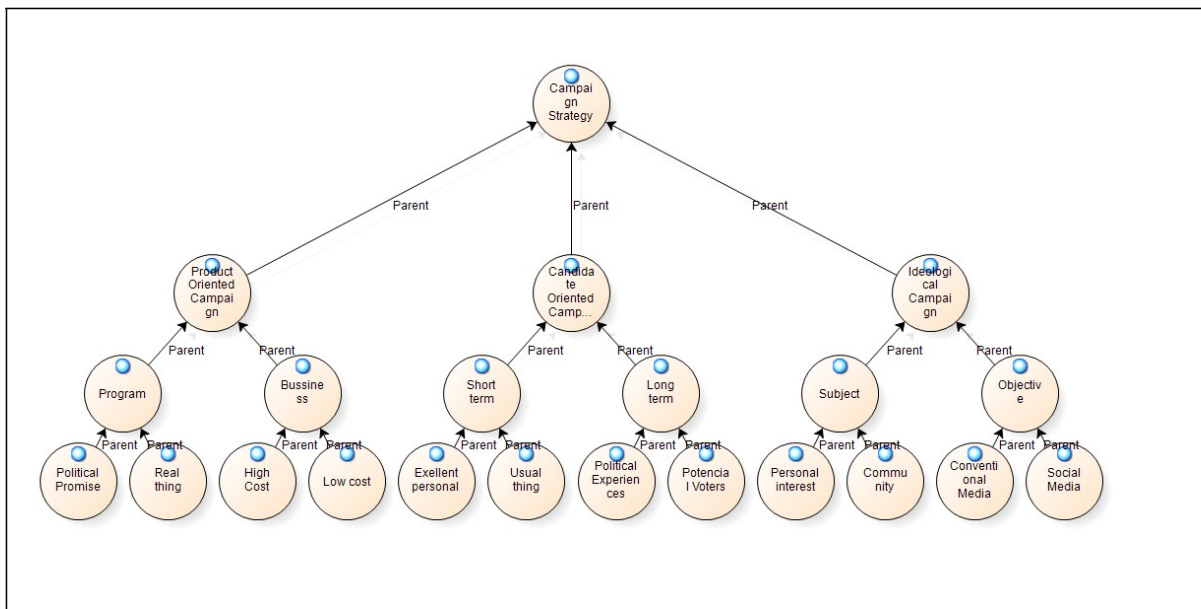 Campai
gn
Strategy
Parent
Parent
Parent
Product
Oriented
Campai
gn
Candida
te
Oriented
Camp...
Ideologi
cal
Campai
gn
Parent
Parent
Parent
Parent
Parent
Parent
Program
Bussine
ss
Short
term
Long
term
Subject
Objectiv
e
Parent
Parent
Parent
Parent
Parent
Parent
Parent
Parent
Parent
Parent
Parent
Parent
Political
Promise
Real
thing
High
Cost
Low cost
Exellent
personal
Usual
thing
Political
Experien
ces
Potencia
l Voters
Personal
interest
Commu
nity
Conventi
onal
Media
Social
Media